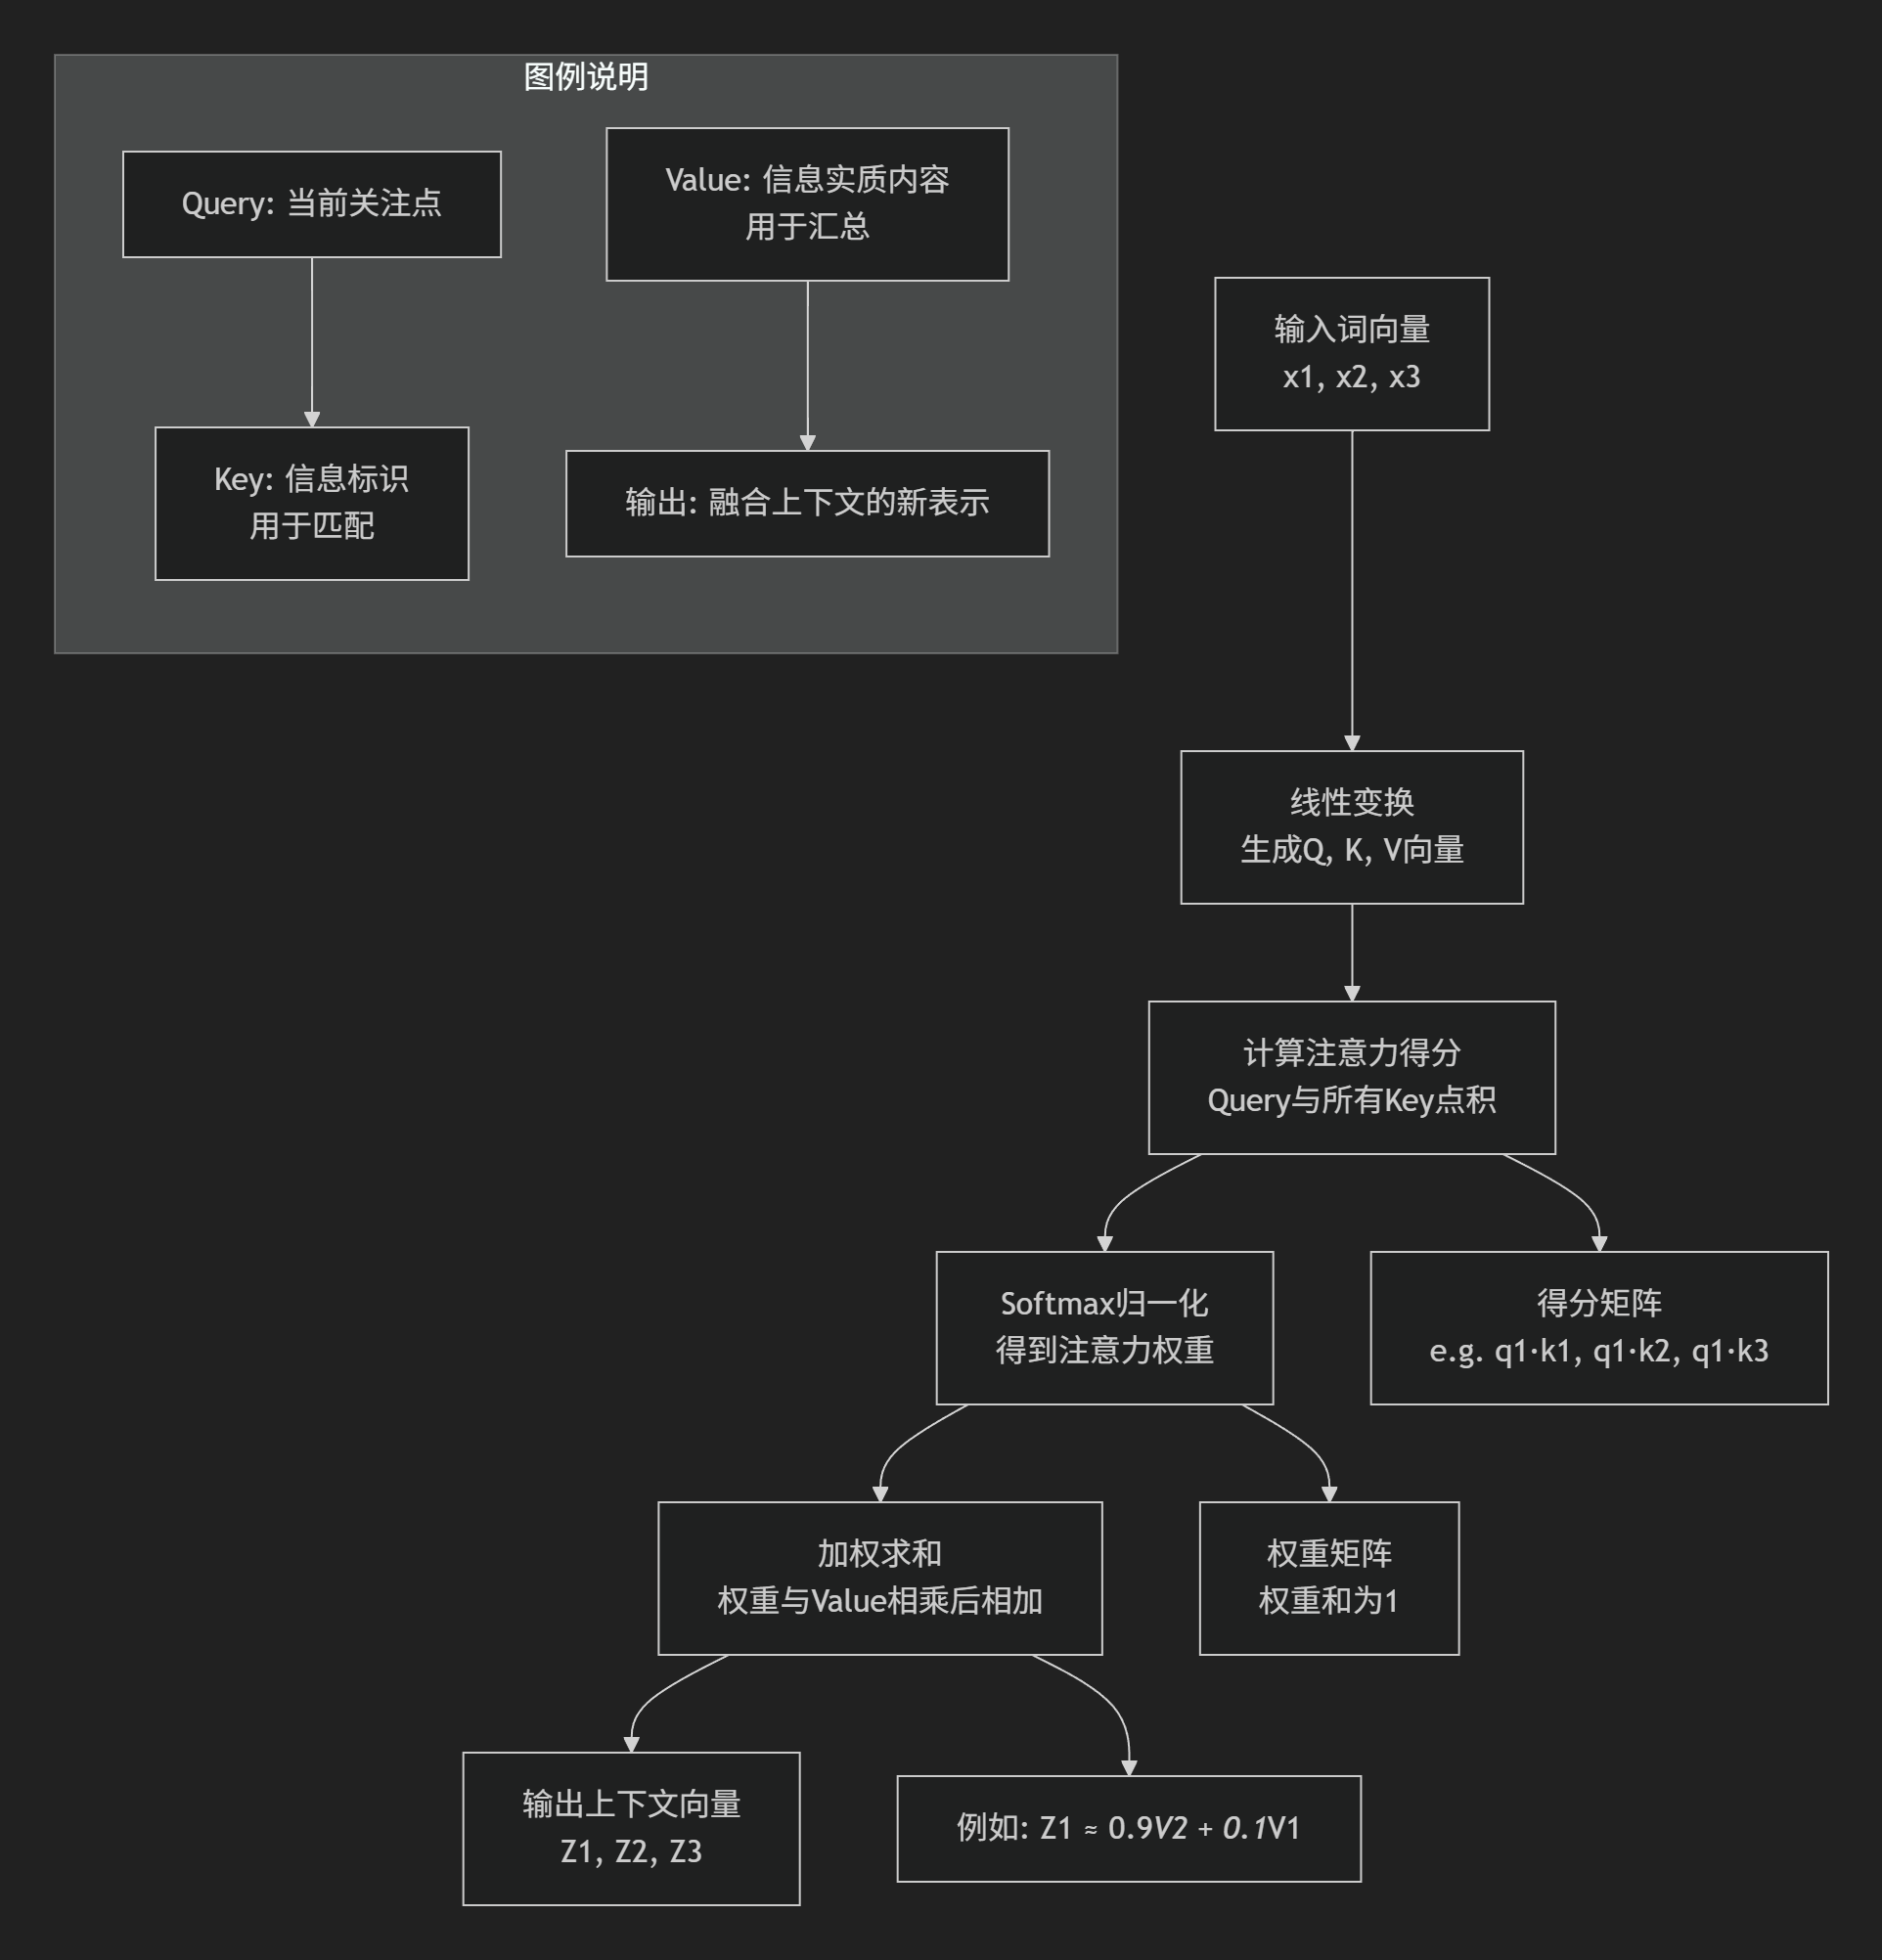 图例说明
Query: 当前关注点
Value: 信息实质内容
用于汇总
Key: 信息标识
用于匹配
输出: 融合上下文的新表示
输入词向量
x1, x2, x3
线性变换
生成Q, K, V向量
计算注意力得分
Query与所有Key点积
Softmax归一化
得到注意力权重
得分矩阵
e.g. q1·k1, q1·k2, q1·k3
加权求和
权重与Value相乘后相加
权重矩阵
权重和为1
输出上下文向量
Z1, Z2, Z3
例如: Z1 ≈ 0.9V2 + 0.1V1